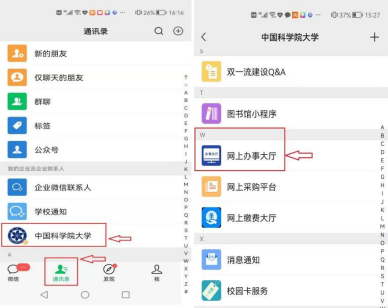 26% 16:16
通讯录
新的朋友
仅聊天的朋友
群聊
标签
公众号
我的企业及企业联系人
企业微信联系人
学校通知
中国科学院大学
A
微信
通讯录
发现
我
37% 15:27
中国科学院大学
S
双一流建设Q&A
T
图书馆小程序
W
网上办事大厅
网上采购平台
网上缴费大厅
X
消息通知
校园卡服务